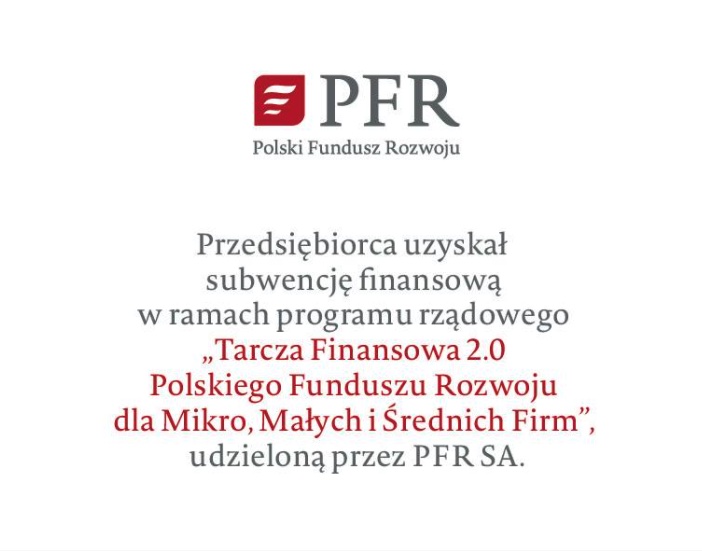 PFR
Polski Fundusz Rozwoju
Przedsiębiorca uzyskał
subwencję finansową
w ramach programu rządowego
„Tarcza Finansowa 2.0
Polskiego Funduszu Rozwoju
dla Mikro, Małych i Średnich Firm”,
udzieloną przez PFR SA.